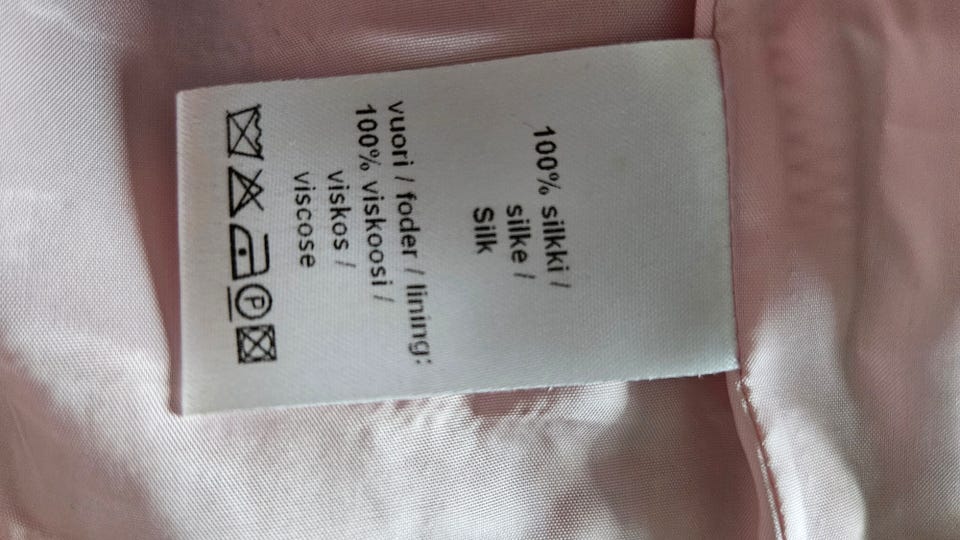 100% silkki /
silke /
Silk
vuori / foder / lining:
100% viskoosi /
viskos /
viscose
P